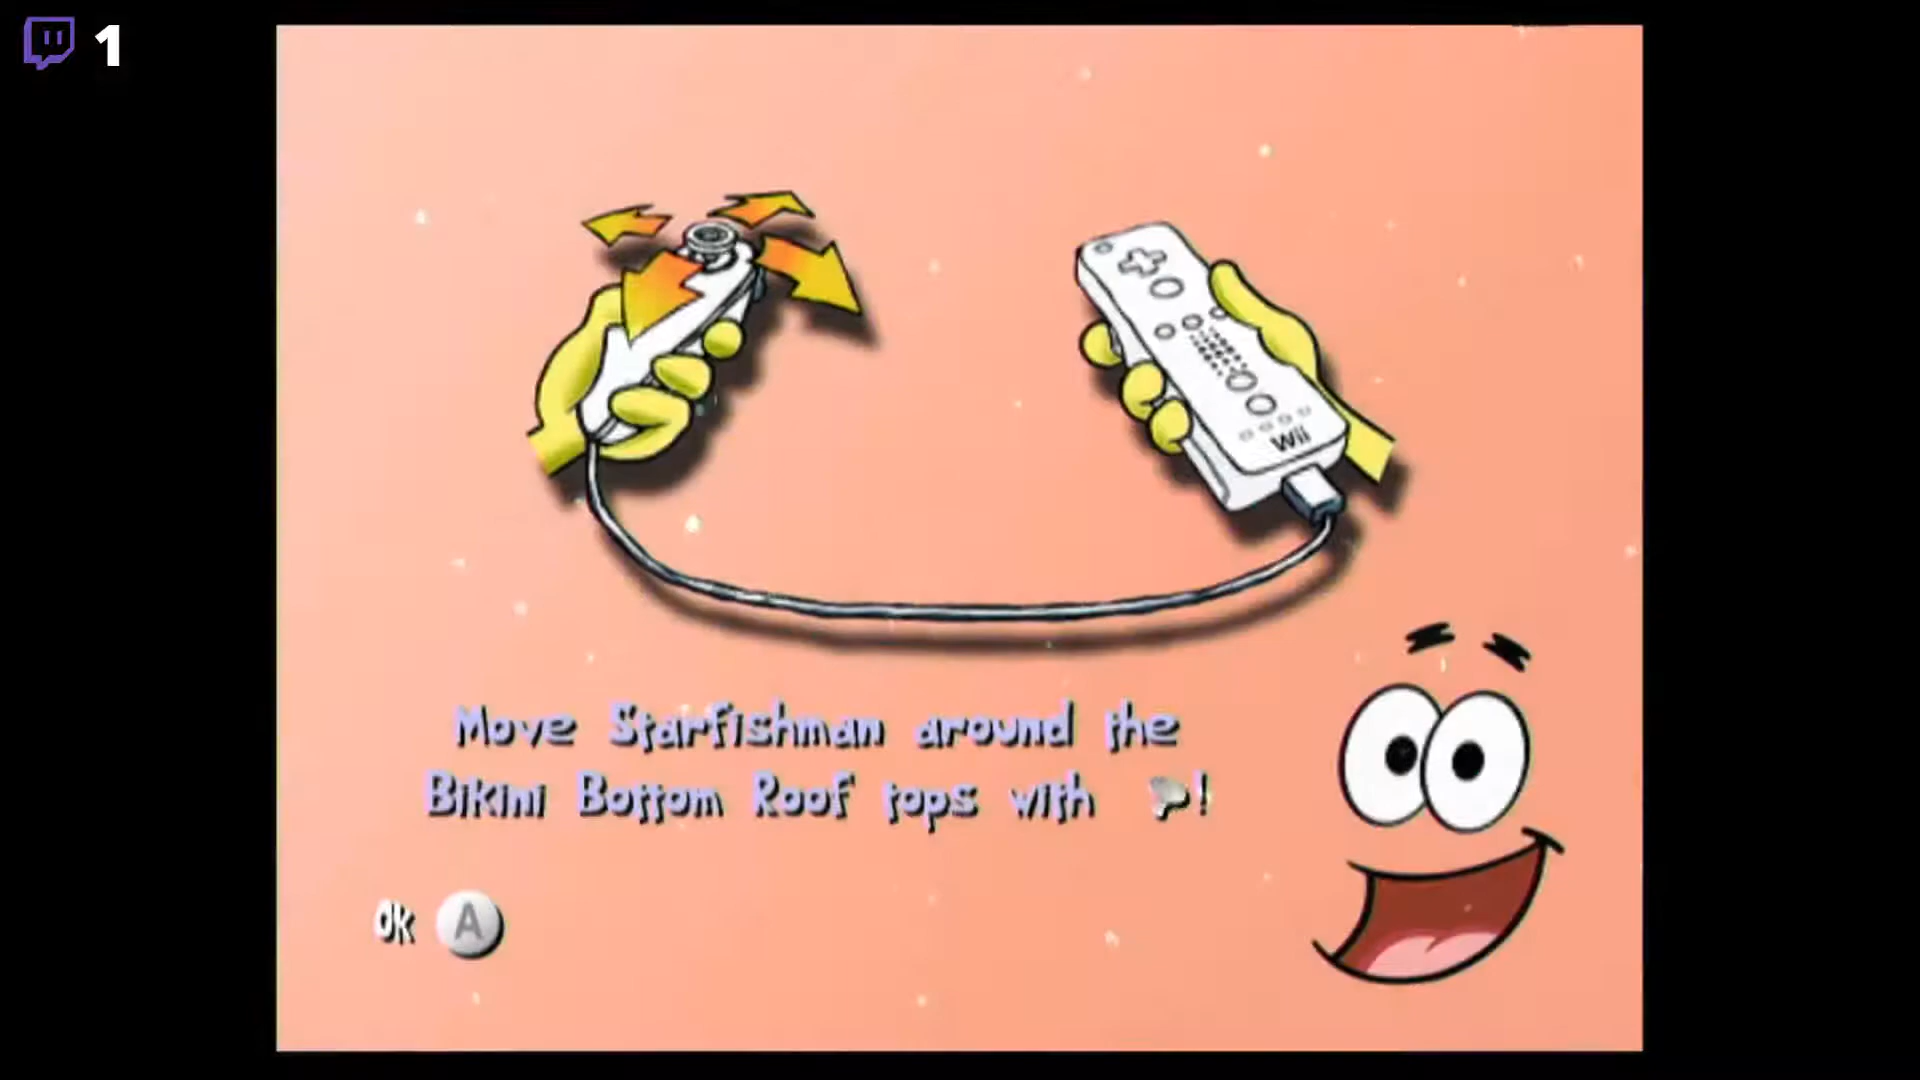 1
Wii
Move Starfishman around the
Bikini Bottom Roof tops with !
OK A